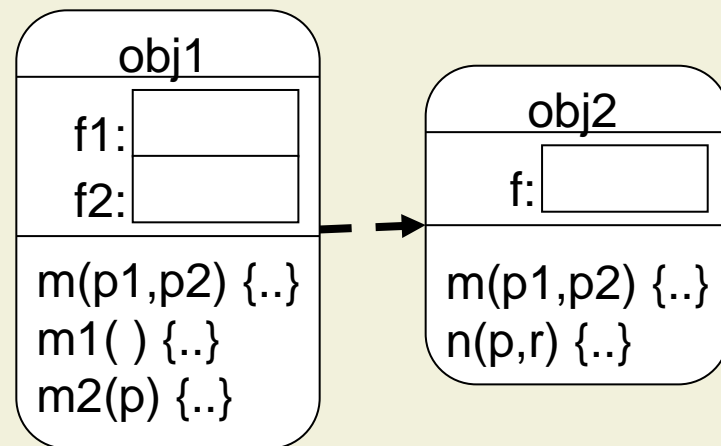 obj1
f1:
f2:
m(p1,p2) {..}
m1( ) {..}
m2(p) {..}
obj2
f:
m(p1,p2) {..}
n(p,r) {..}